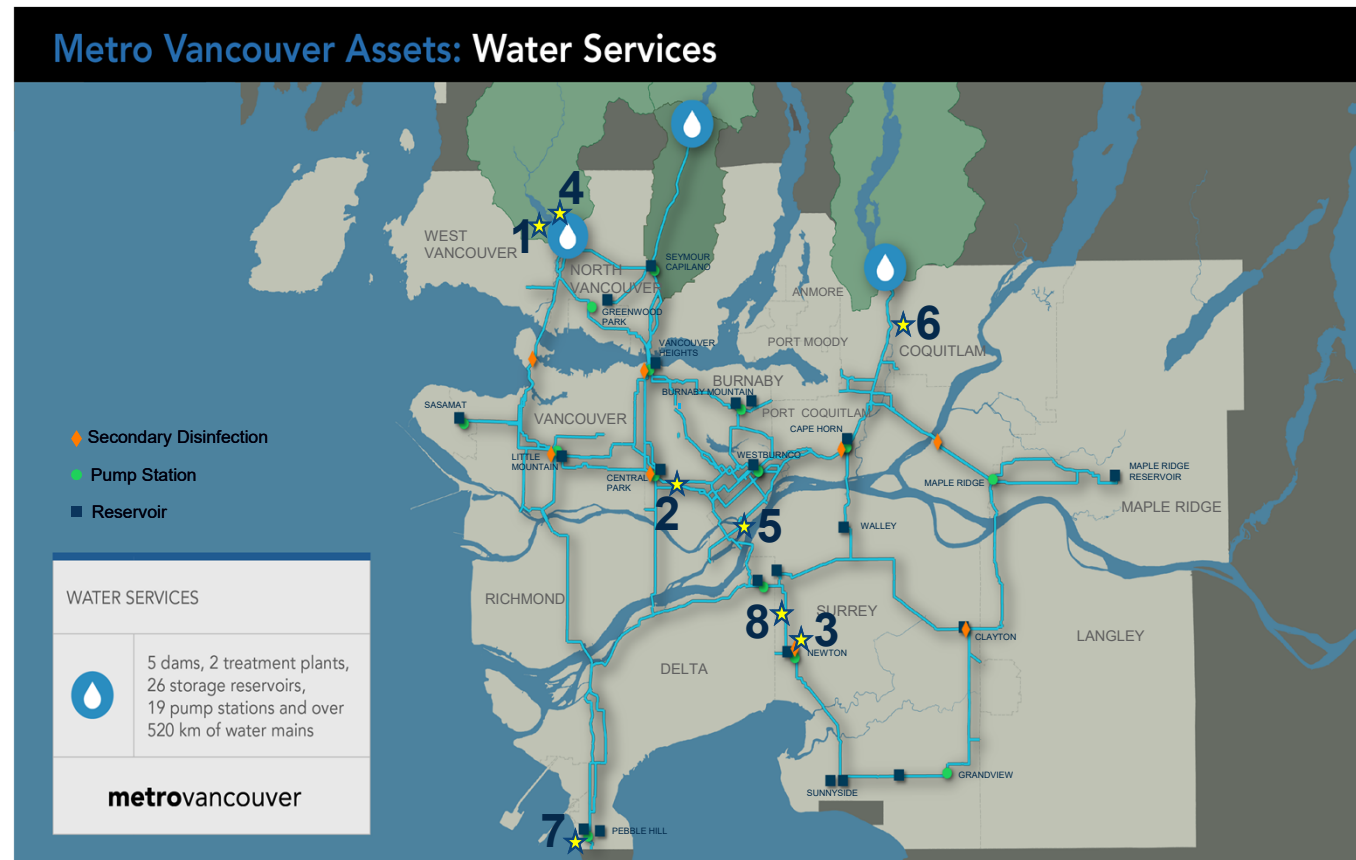 Metro Vancouver Assets: Water Services
4
1
WEST
VANCOUVER
SEYMOUR
CAPILANO
NORTH
VANCOUVER
GREENWOOD
PARK
ANMORE
6
COQUITLAM
PORT MOODY
VANCOUVER
HEIGHTS
BURNABY
BURNABY MOUNTAIN
SASAMAT
VANCOUVER
PORT COQUITLAM
CAPE HORN
Secondary Disinfection
Pump Station
Reservoir
LITTLE
MOUNTAIN
WESTBURNCO
CENTRAL
PARK
MAPLE RIDGE
MAPLE RIDGE
RESERVOIR
MAPLE RIDGE
2
5
WALLEY
RICHMOND
8
SURREY
3
NEWTON
CLAYTON
LANGLEY
DELTA
WATER SERVICES
5 dams, 2 treatment plants,
26 storage reservoirs,
19 pump stations and over
520 km of water mains
metrovancouver
GRANDVIEW
SUNNYSIDE
7
PEBBLE HILL